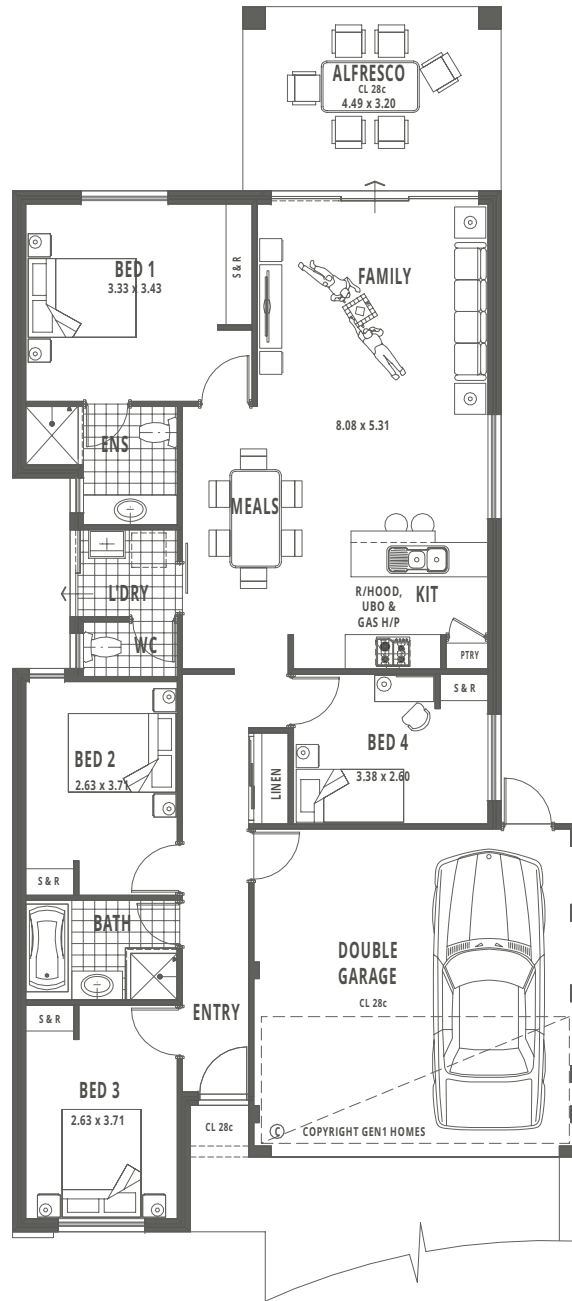 ALFRESCO
CL 28c
4.49 x 3.20
BED 1
3.33 x 3.43
S & R
FAMILY
8.08 x 5.31
ENS
MEALS
L'DRY
R/HOOD,
UBO &
GAS H/P
KIT
WC
PTRY
S & R
BED 4
3.38 x 2.60
BED 2
2.63 x 3.71
LINEN
S & R
BATH
DOUBLE
GARAGE
CL 28c
ENTRY
S & R
BED 3
2.63 x 3.71
CL 28c
© COPYRIGHT GEN1 HOMES